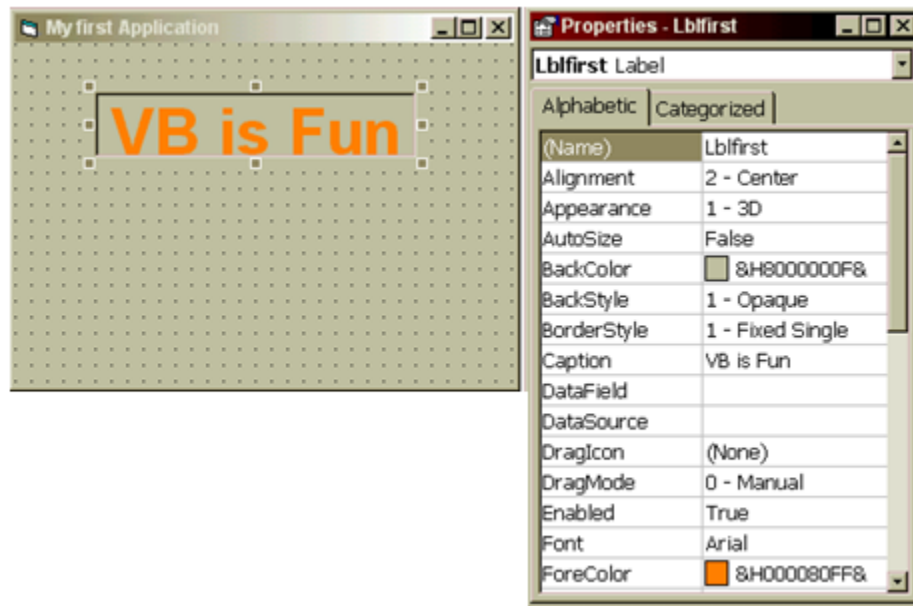 My first Application
VB is Fun
Properties - Lblfirst
Lblfirst Label
Alphabetic Categorized
(Name) Lblfirst
Alignment 2 - Center
Appearance 1 - 3D
AutoSize False
BackColor &H8000000F&
BackStyle 1 - Opaque
BorderStyle 1 - Fixed Single
Caption VB is Fun
DataField
DataSource
DragIcon (None)
DragMode 0 - Manual
Enabled True
Font Arial
ForeColor &H000080FF&